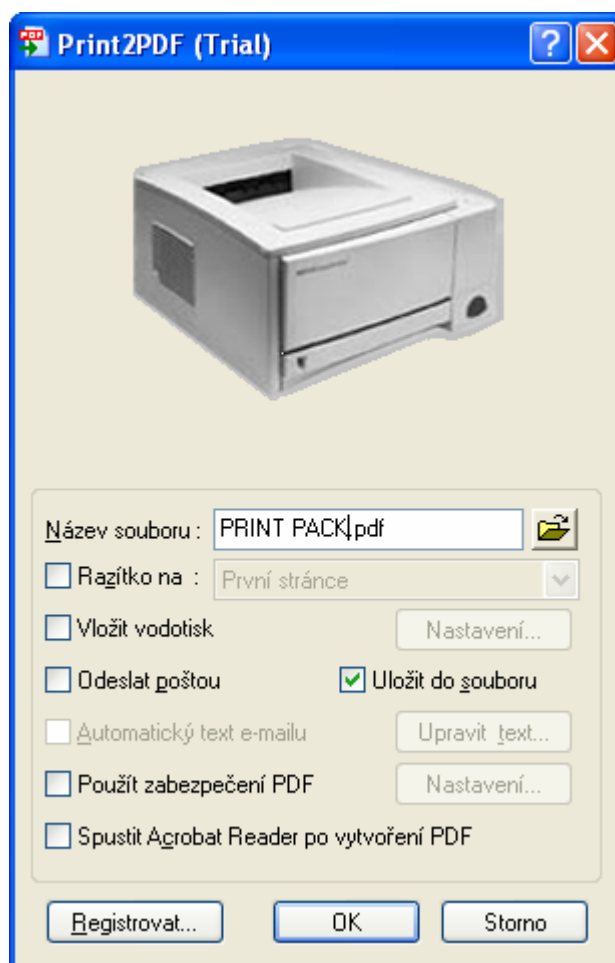 Print2PDF (Trial)
Název souboru : PRINT PACK.pdf
Razítko na : První stránce
Vložit vodotisk Nastavení...
Odeslat poštou Uložit do souboru
Automatický text e-mailu Upravit text...
Použít zabezpečení PDF Nastavení...
Spustit Acrobat Reader po vytvoření PDF
Registrovat... OK Storno